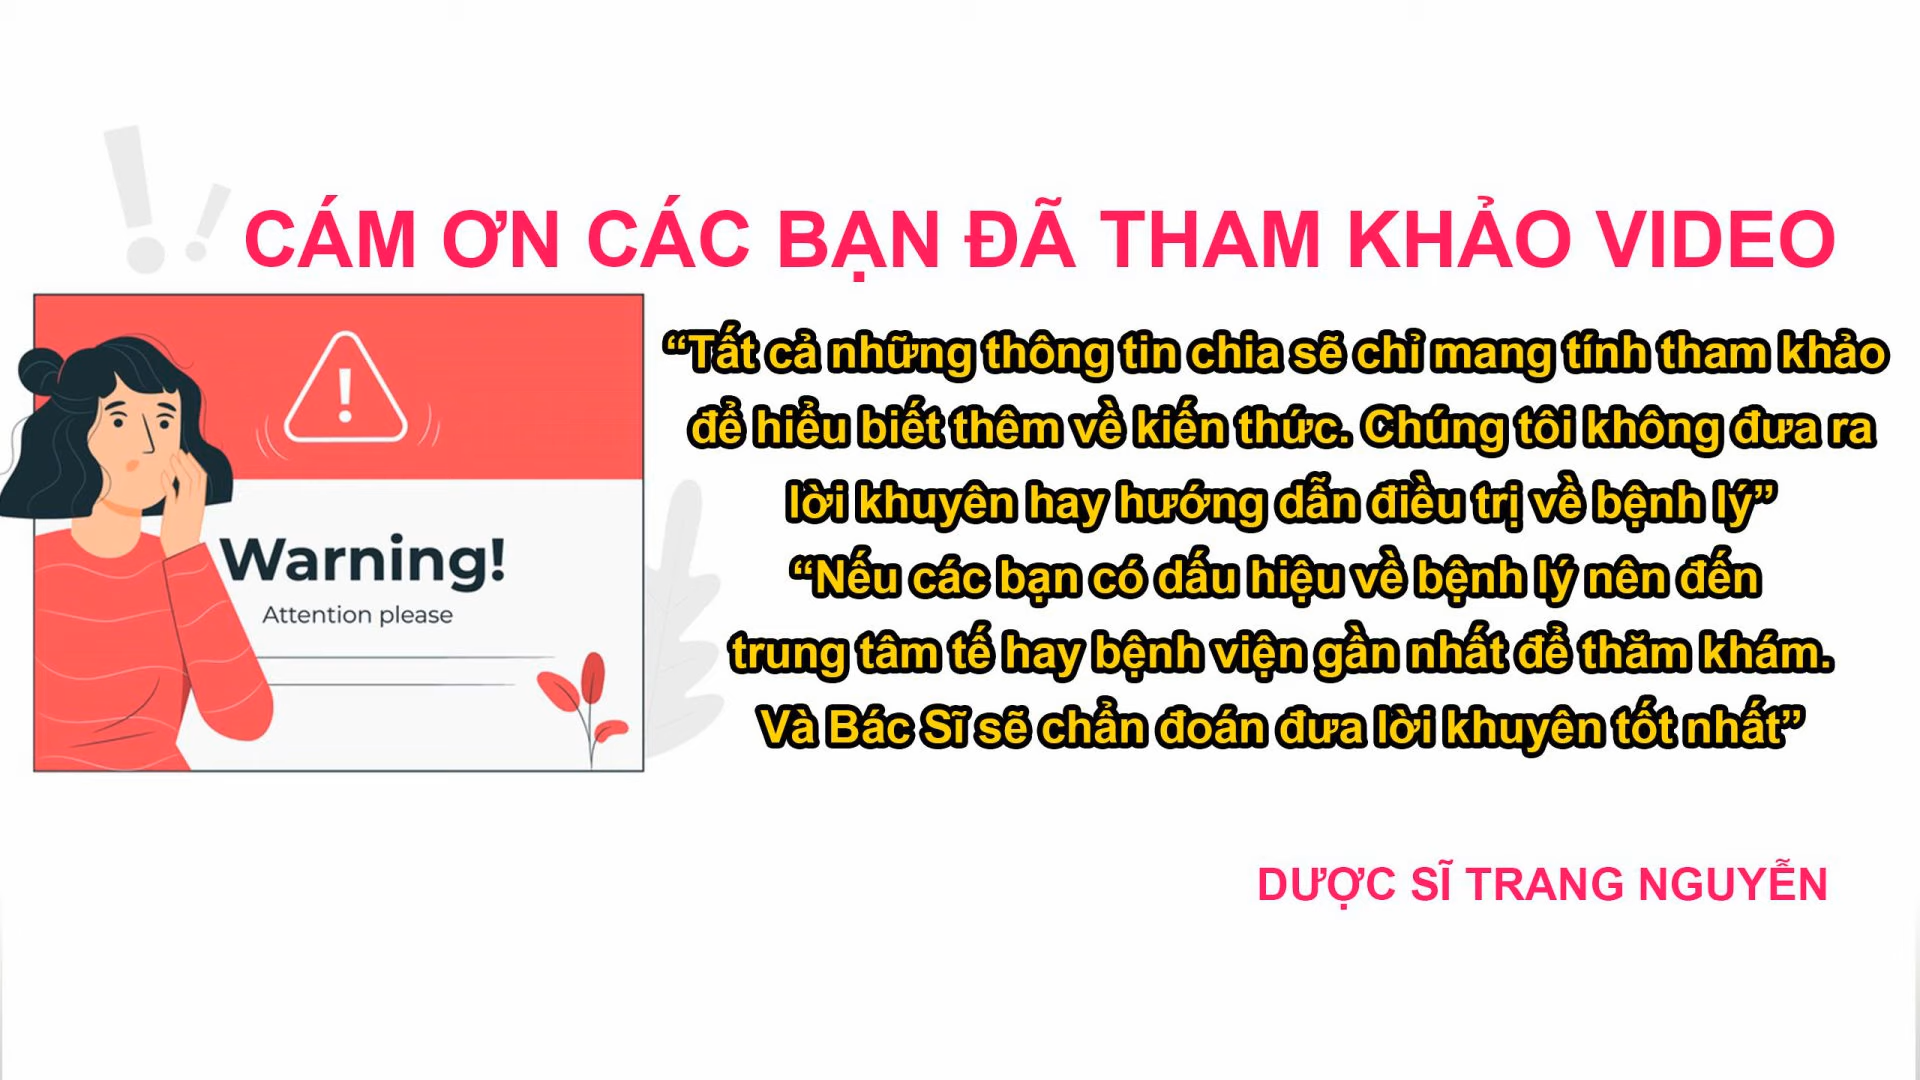 CÁM ƠN CÁC BẠN ĐÃ THAM KHẢO VIDEO
“Tất cả những thông tin chia sẽ chỉ mang tính tham khảo
để hiểu biết thêm về kiến thức. Chúng tôi không đưa ra
lời khuyên hay hướng dẫn điều trị về bệnh lý”
“Nếu các bạn có dấu hiệu về bệnh lý nên đến
trung tâm tế hay bệnh viện gần nhất để thăm khám.
Và Bác Sĩ sẽ chẩn đoán đưa lời khuyên tốt nhất”
Warning!
Attention please
DƯỢC SĨ TRANG NGUYỄN